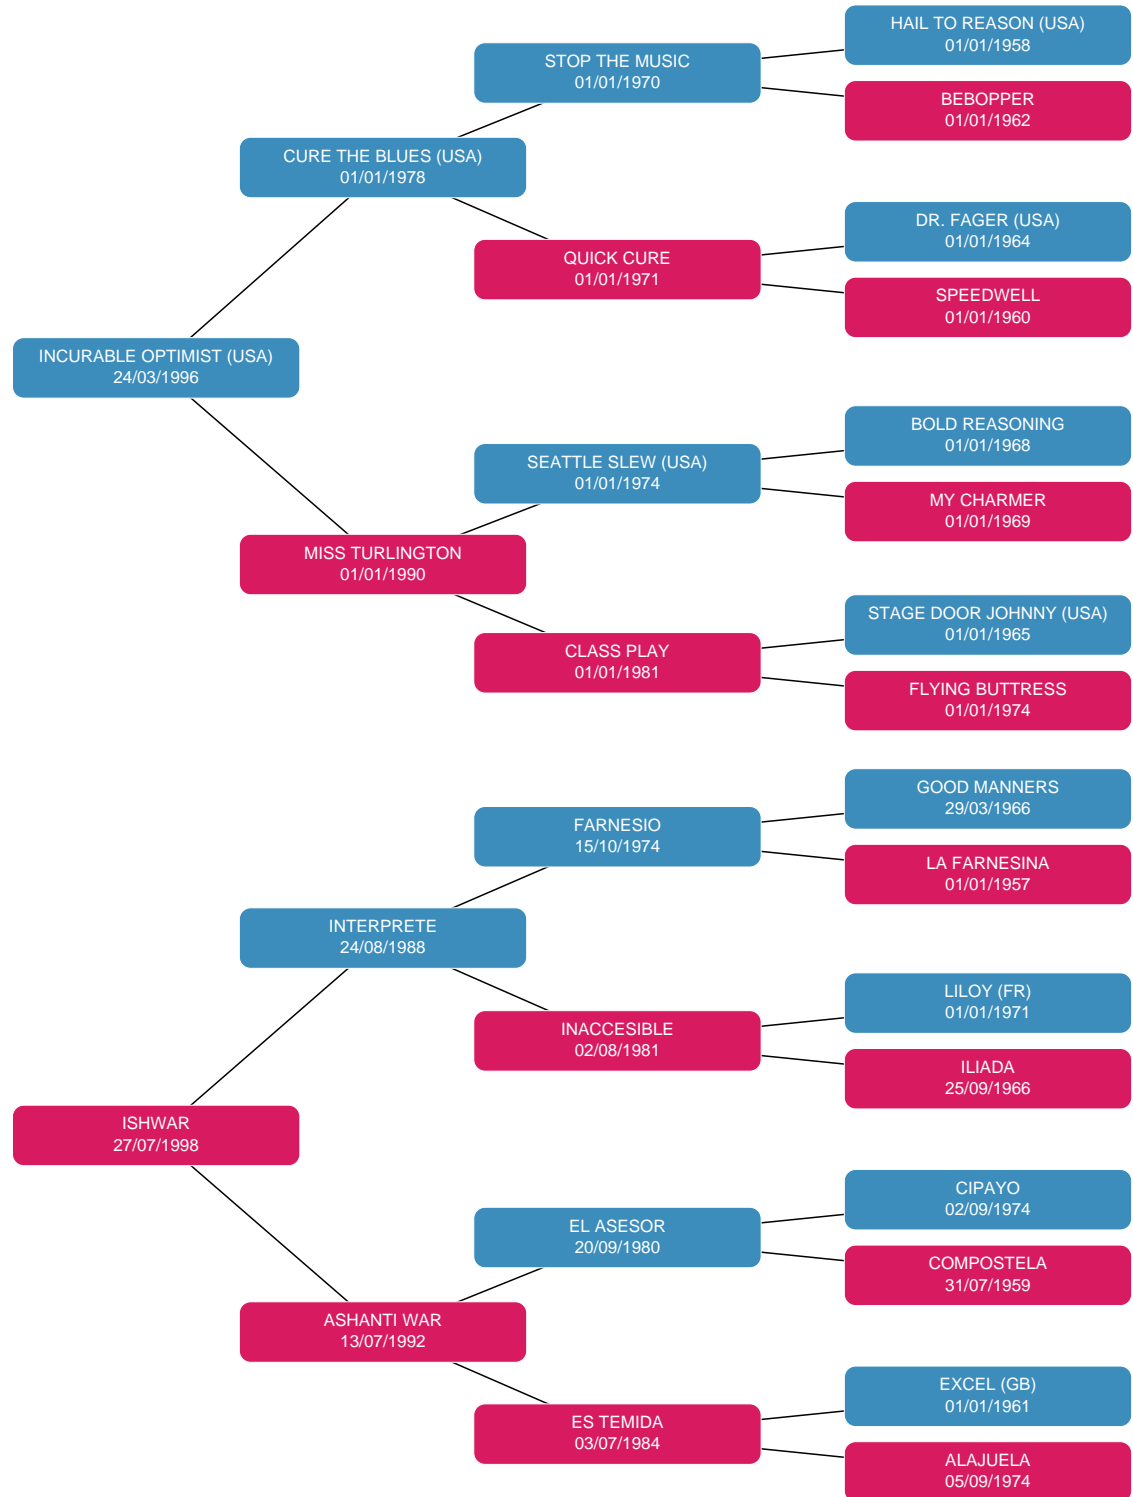 HAIL TO REASON (USA)
01/01/1958
STOP THE MUSIC
01/01/1970
BEBOPPER
01/01/1962
CURE THE BLUES (USA)
01/01/1978
DR. FAGER (USA)
01/01/1964
QUICK CURE
01/01/1971
SPEEDWELL
01/01/1960
INCURABLE OPTIMIST (USA)
24/03/1996
BOLD REASONING
01/01/1968
SEATTLE SLEW (USA)
01/01/1974
MY CHARMER
01/01/1969
MISS TURLINGTON
01/01/1990
STAGE DOOR JOHNNY (USA)
01/01/1965
CLASS PLAY
01/01/1981
FLYING BUTTRESS
01/01/1974
GOOD MANNERS
29/03/1966
FARNESIO
15/10/1974
LA FARNESINA
01/01/1957
INTERPRETE
24/08/1988
LILOY (FR)
01/01/1971
INACCESIBLE
02/08/1981
ILIADA
25/09/1966
ISHWAR
27/07/1998
CIPAYO
02/09/1974
EL ASESOR
20/09/1980
COMPOSTELA
31/07/1959
ASHANTI WAR
13/07/1992
EXCEL (GB)
01/01/1961
ES TEMIDA
03/07/1984
ALAJUELA
05/09/1974